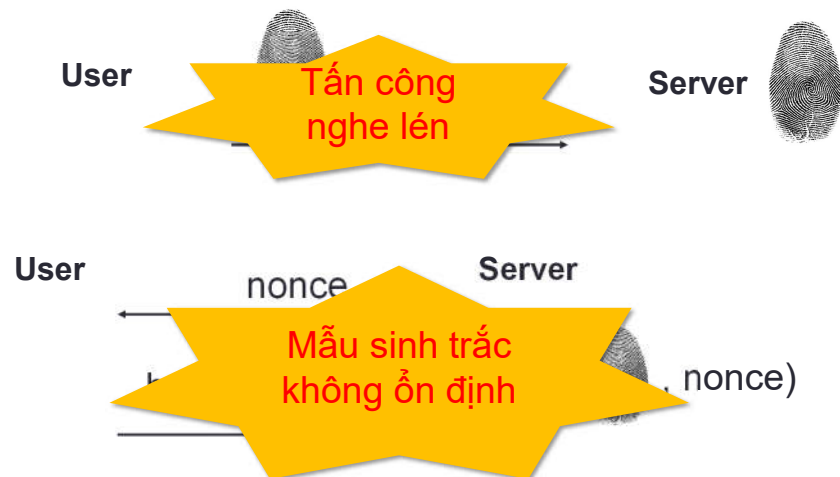 User
Tấn công
nghe lén
Server
User
nonce
Server
Mẫu sinh trắc
không ổn định
, nonce)